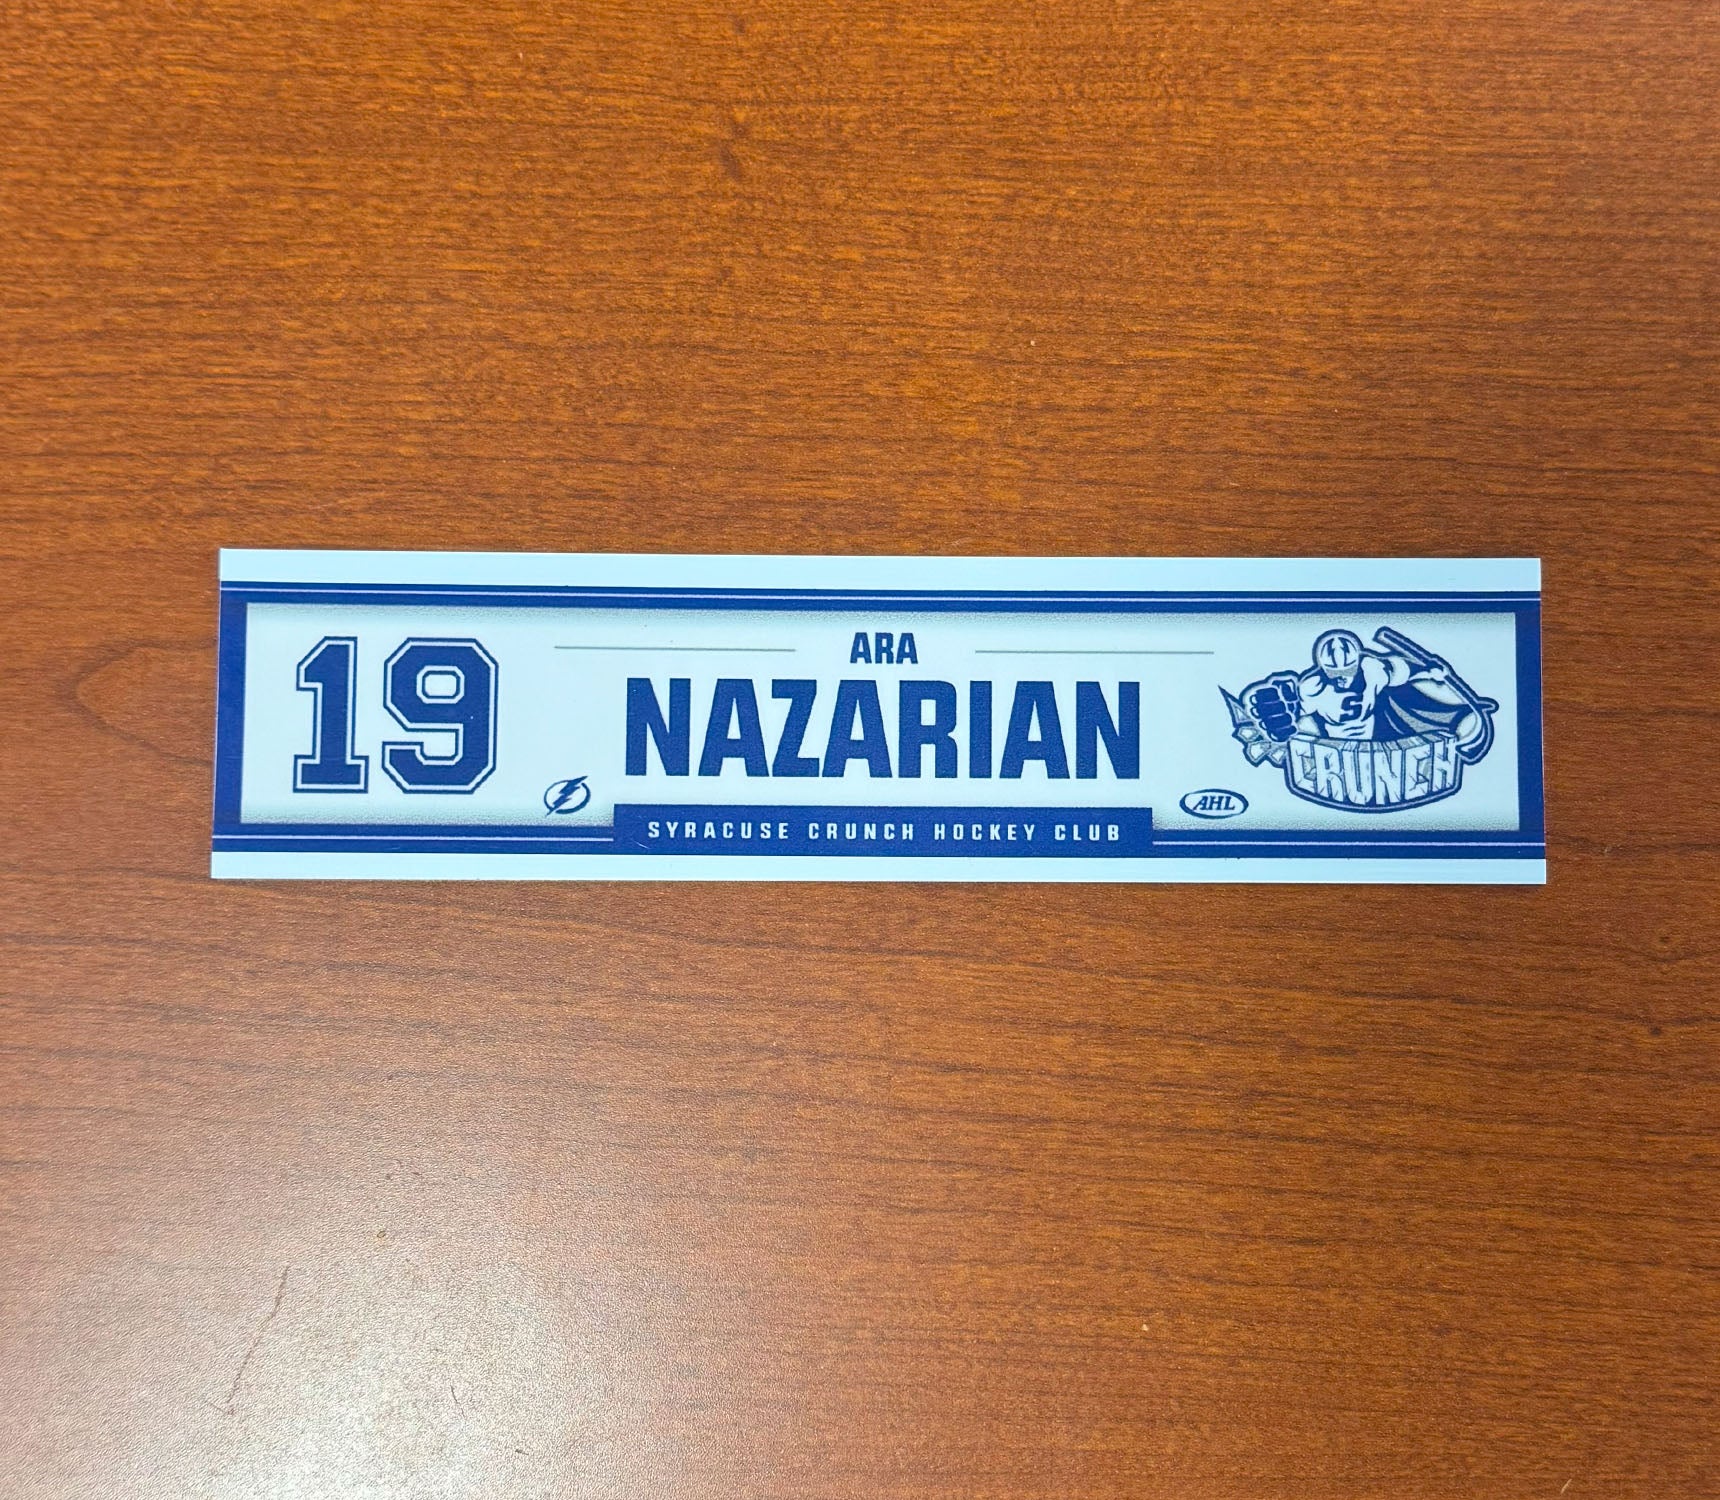 19
ARA
NAZARIAN
AHL
S
CRUNCH
SYRACUSE CRUNCH HOCKEY CLUB